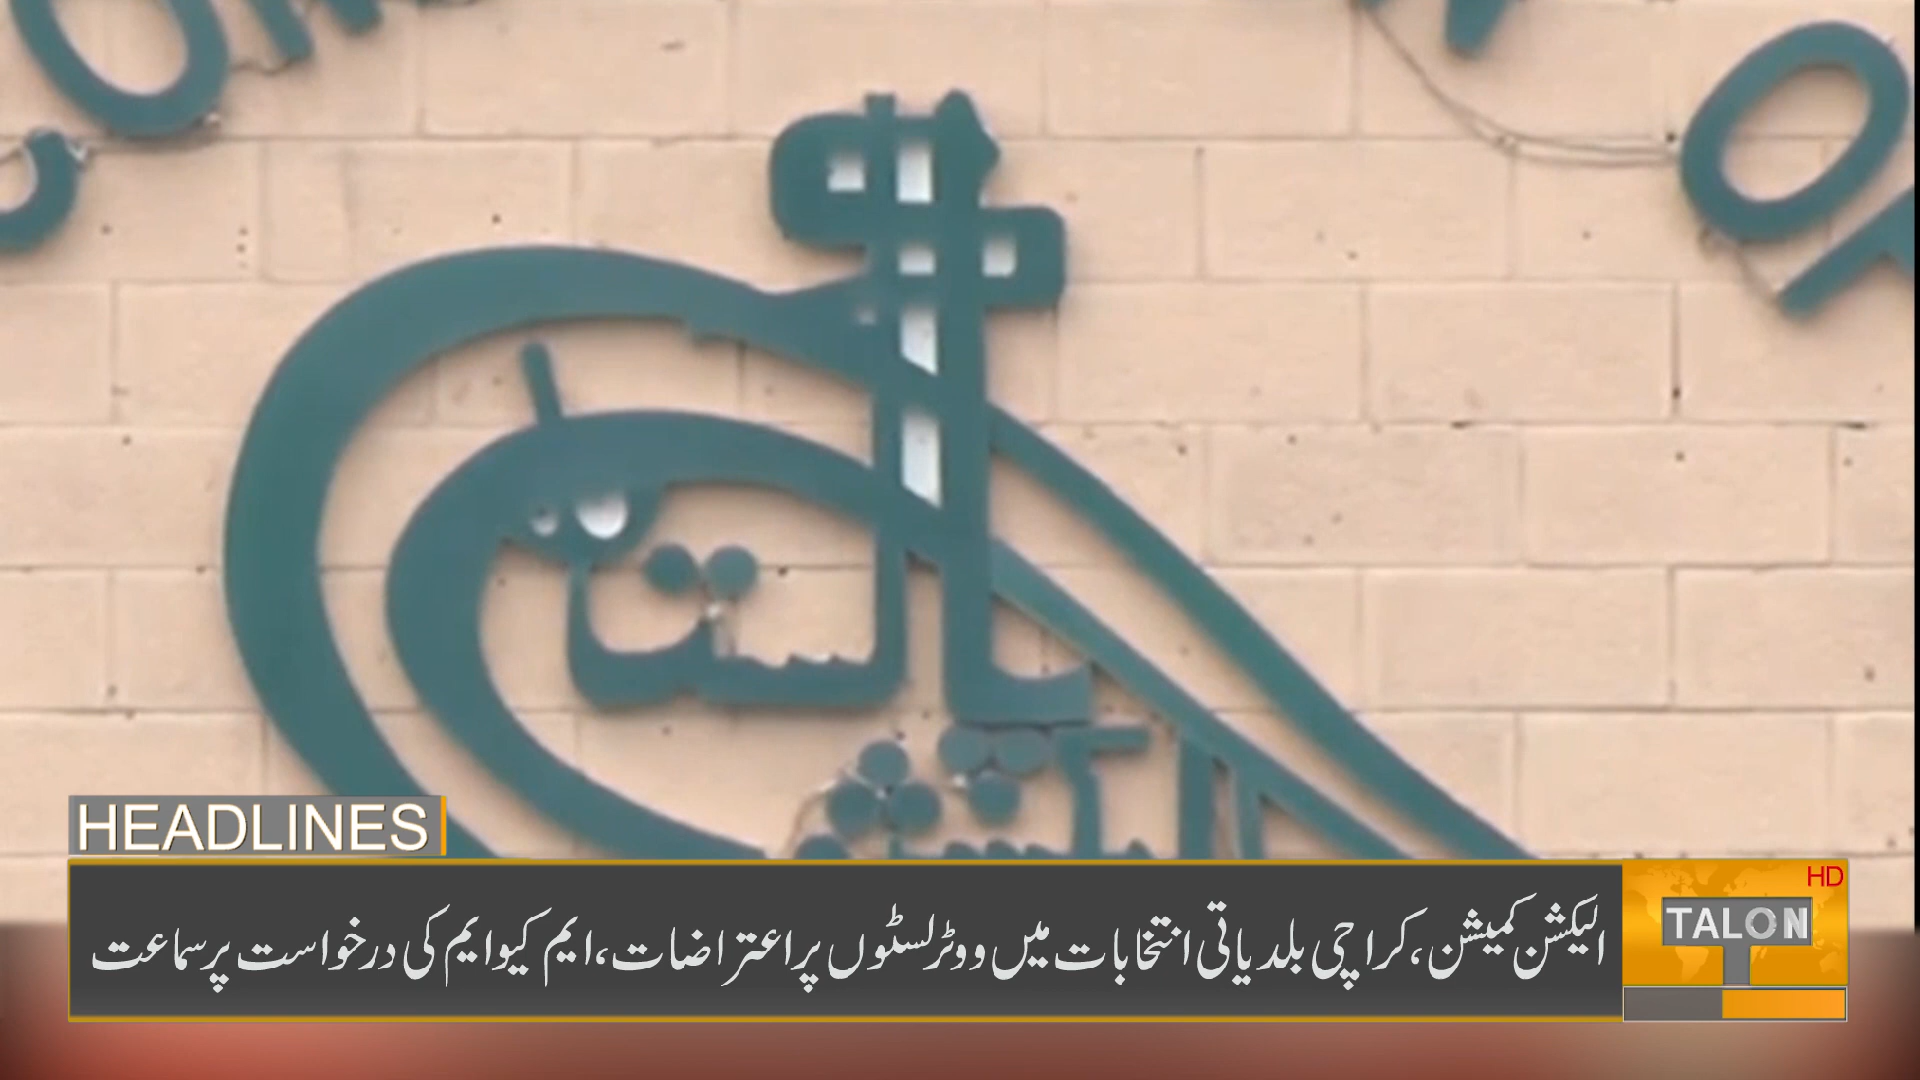 پاکستان
HEADLINES
الیکشن کمیشن، کراچی بلدیاتی انتخابات میں ووٹر لسٹوں پر اعتراضات، ایم کیو ایم کی درخواست پر سماعت
HD
TALON